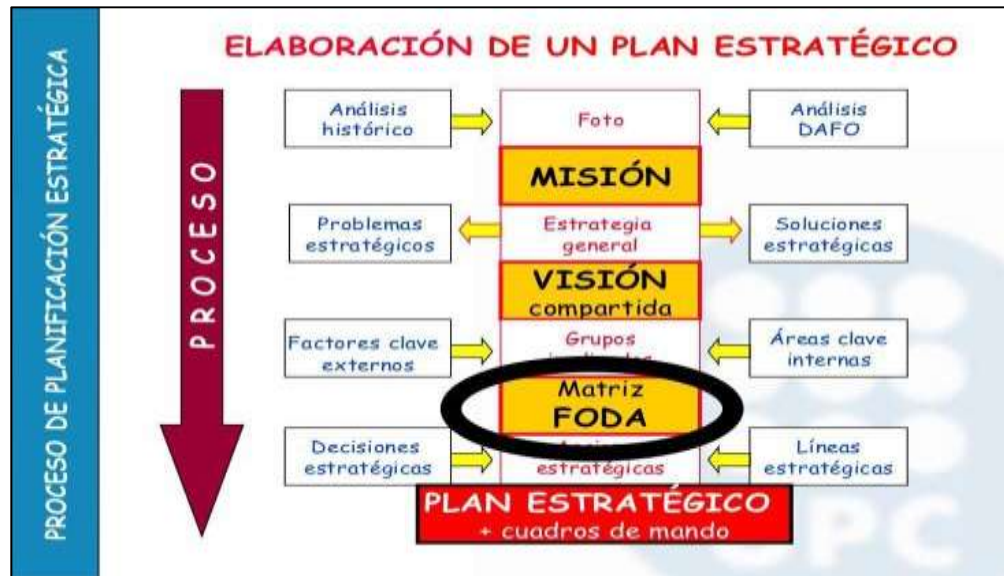 PROCESO DE PLANIFICACIÓN ESTRATÉGICA
ELABORACIÓN DE UN PLAN ESTRATÉGICO
PROCESO
Análisis
histórico
Foto
Análisis
DAFO
MISIÓN
Problemas
estratégicos
Estrategia
general
Soluciones
estratégicas
VISIÓN
compartida
Factores clave
externos
Grupos
Áreas clave
internas
Matriz
FODA
Decisiones
estratégicas
estratégicas
Líneas
estratégicas
PLAN ESTRATÉGICO
+ cuadros de mando
UPC